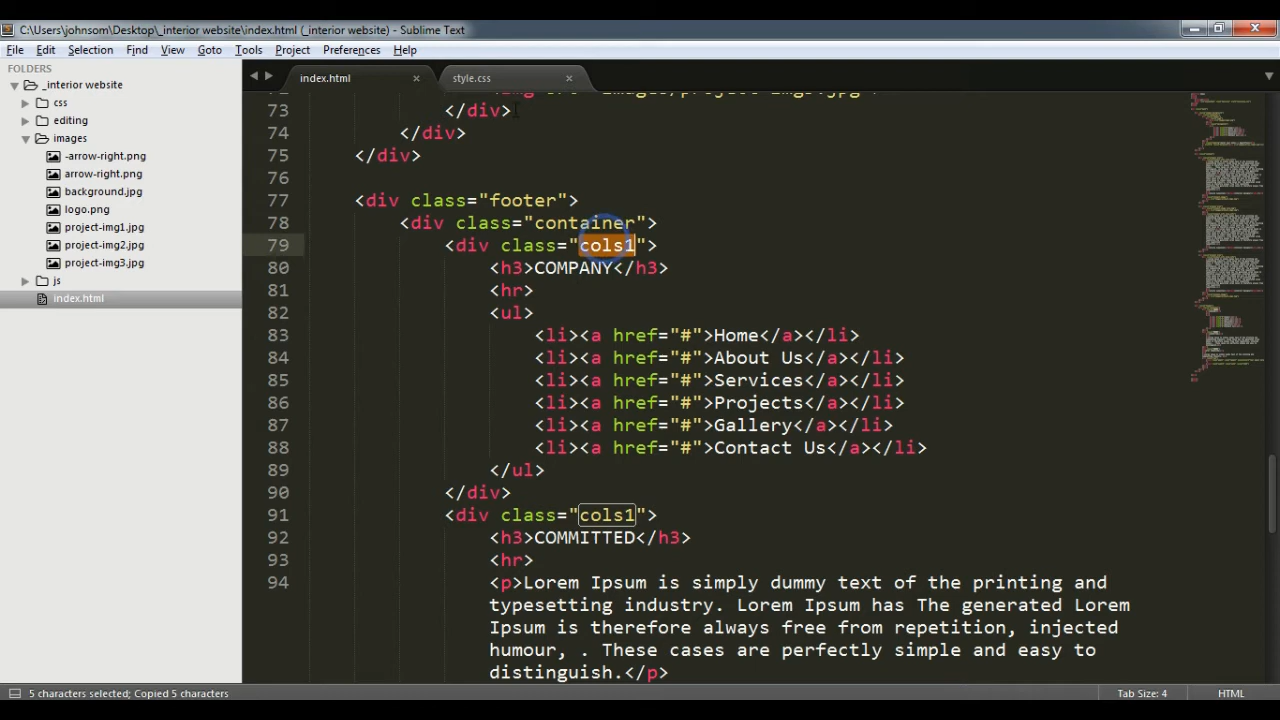 C:\Users\johnsom\Desktop\_interior website\index.html (_interior website) - Sublime Text
File Edit Selection Find View Goto Tools Project Preferences Help
FOLDERS
_interior website
css
editing
images
-arrow-right.png
arrow-right.png
background.jpg
logo.png
project-img1.jpg
project-img2.jpg
project-img3.jpg
js
index.html
index.html × style.css ×
73 </div>
74 </div>
75 </div>
76
77 <div class="footer">
78 <div class="container">
79 <div class="cols1">
80 <h3>COMPANY</h3>
81 <hr>
82 <ul>
83 <li><a href="#">Home</a></li>
84 <li><a href="#">About Us</a></li>
85 <li><a href="#">Services</a></li>
86 <li><a href="#">Projects</a></li>
87 <li><a href="#">Gallery</a></li>
88 <li><a href="#">Contact Us</a></li>
89 </ul>
90 </div>
91 <div class="cols1">
92 <h3>COMMITTED</h3>
93 <hr>
94 <p>Lorem Ipsum is simply dummy text of the printing and
typesetting industry. Lorem Ipsum has The generated Lorem
Ipsum is therefore always free from repetition, injected
humour, . These cases are perfectly simple and easy to
distinguish.</p>
5 characters selected; Copied 5 characters
Tab Size: 4
HTML